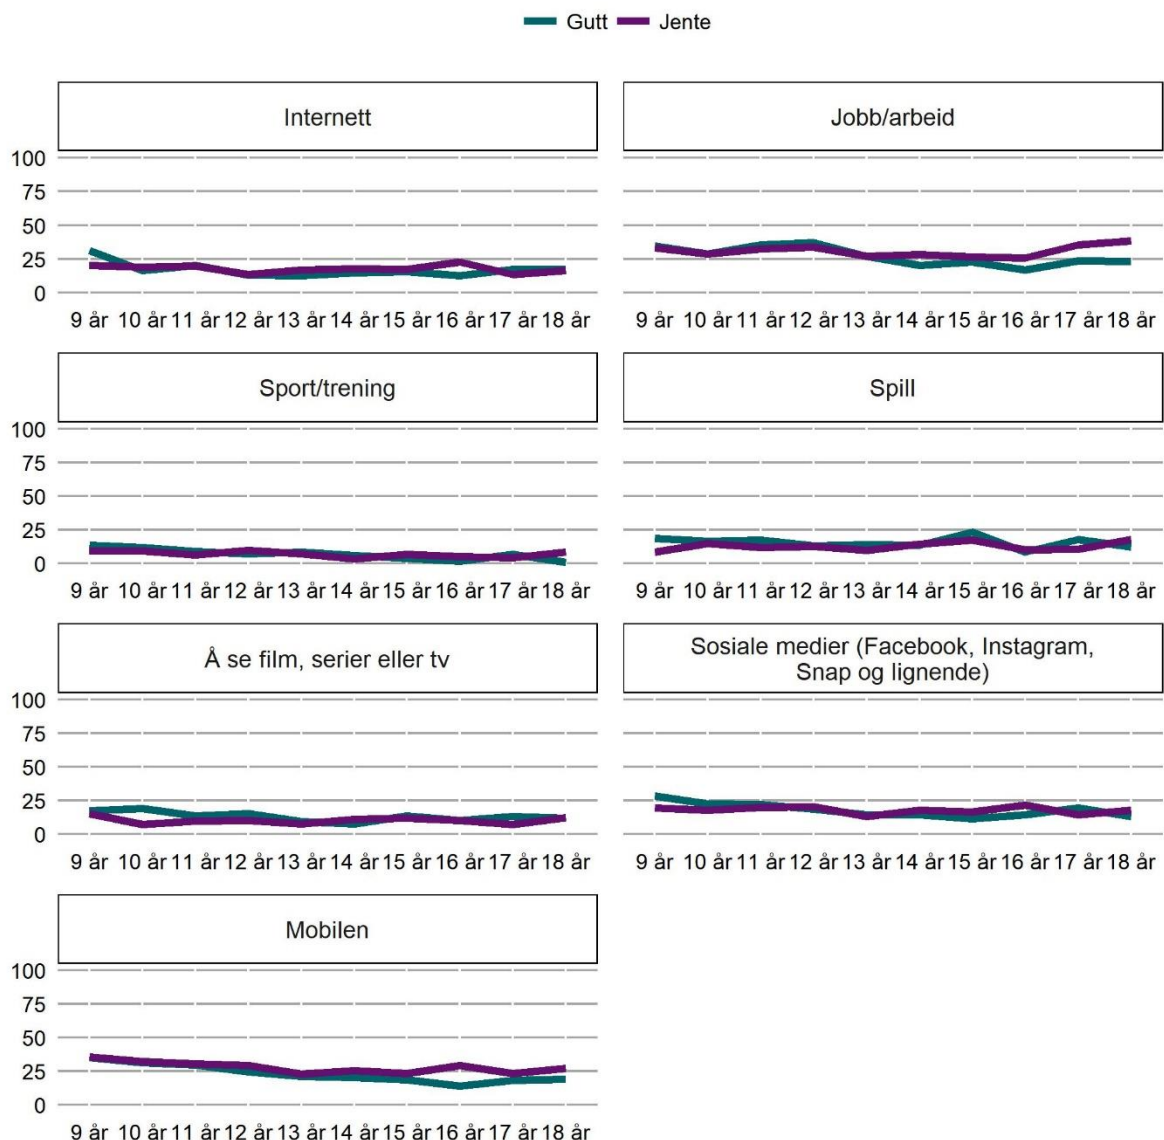 Gutt Jente
Internett
100
75
50
25
0
9 år 10 år 11 år 12 år 13 år 14 år 15 år 16 år 17 år 18 år
Jobb/arbeid
9 år 10 år 11 år 12 år 13 år 14 år 15 år 16 år 17 år 18 år
Sport/trening
100
75
50
25
0
9 år 10 år 11 år 12 år 13 år 14 år 15 år 16 år 17 år 18 år
Spill
9 år 10 år 11 år 12 år 13 år 14 år 15 år 16 år 17 år 18 år
Å se film, serier eller tv
100
75
50
25
0
9 år 10 år 11 år 12 år 13 år 14 år 15 år 16 år 17 år 18 år
Sosiale medier (Facebook, Instagram,
Snap og lignende)
9 år 10 år 11 år 12 år 13 år 14 år 15 år 16 år 17 år 18 år
Mobilen
100
75
50
25
0
9 år 10 år 11 år 12 år 13 år 14 år 15 år 16 år 17 år 18 år